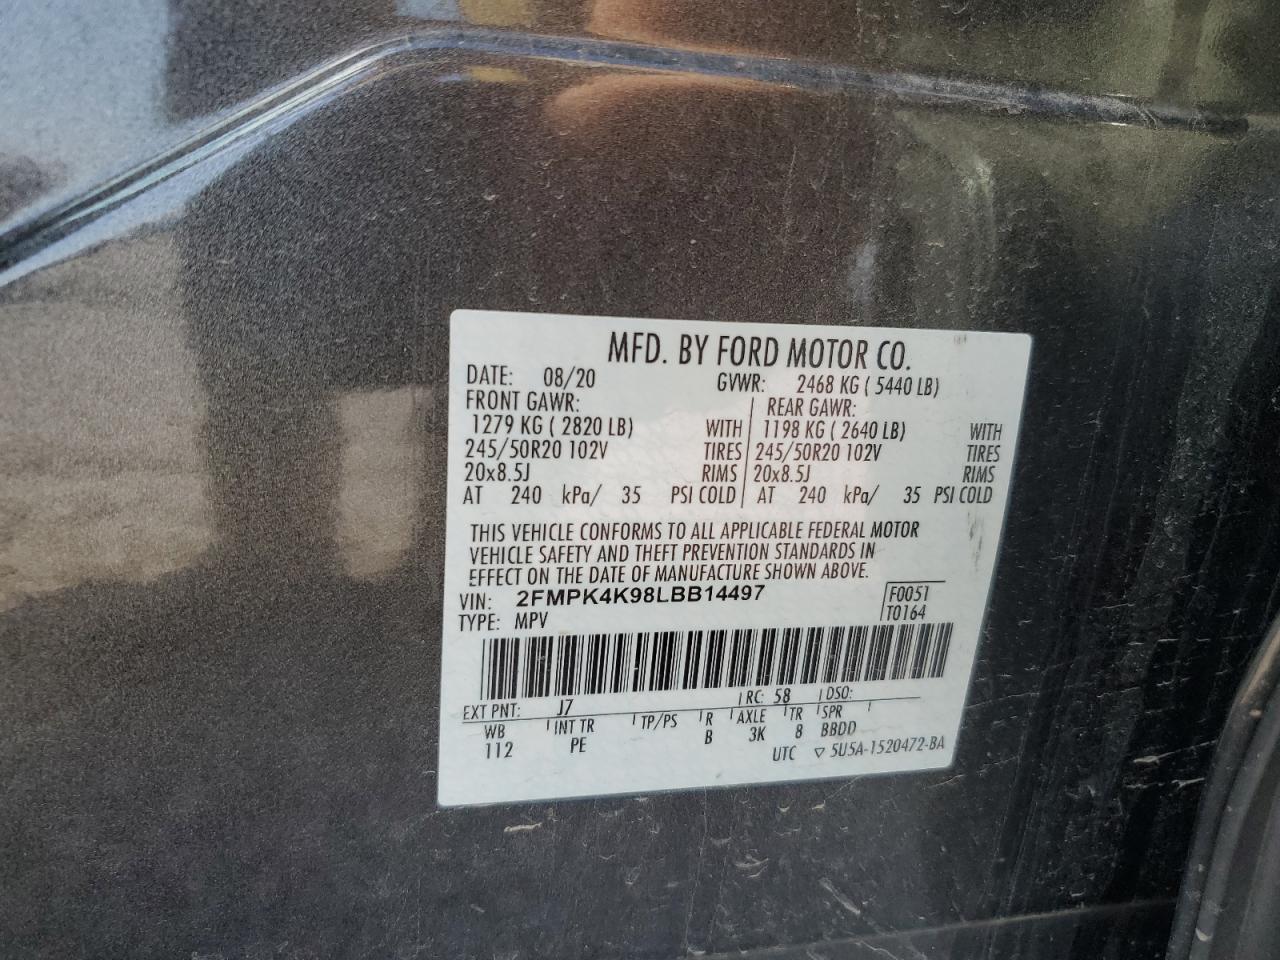 MFD. BY FORD MOTOR CO.
DATE: 08/20 GVWR: 2468 KG ( 5440 LB)
FRONT GAWR: REAR GAWR:
1279 KG ( 2820 LB) WITH 1198 KG ( 2640 LB) WITH
245/50R20 102V TIRES 245/50R20 102V TIRES
20x8.5J RIMS 20x8.5J RIMS
AT 240 kPa/ 35 PSI COLD AT 240 kPa/ 35 PSI COLD
THIS VEHICLE CONFORMS TO ALL APPLICABLE FEDERAL MOTOR
VEHICLE SAFETY AND THEFT PREVENTION STANDARDS IN
EFFECT ON THE DATE OF MANUFACTURE SHOWN ABOVE.
VIN: 2FMPK4K98LBB14497 F0051
TYPE: MPV T0164
EXT PNT: J7 RC: 58 DSO:
WB INT TR TP/PS R AXLE TR SPR
112 PE B 3K 8 BBDD
UTC ▽ 5U5A-1520472-BA